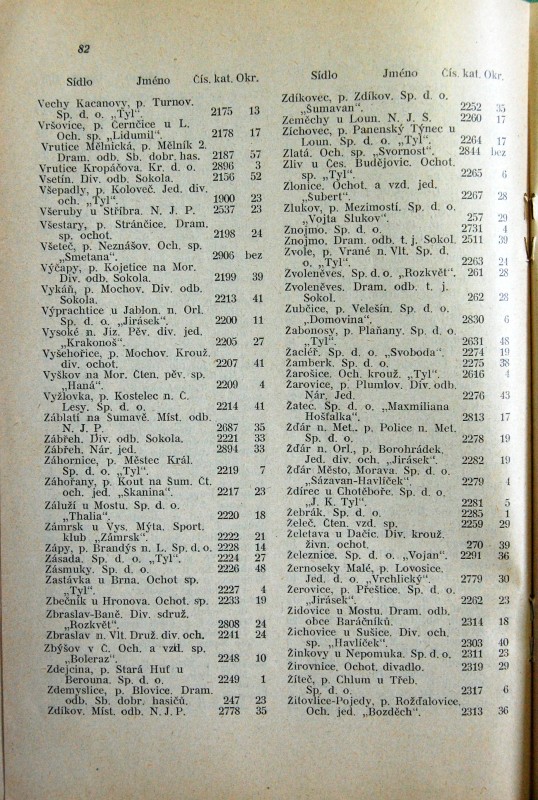 82
Sídlo Jméno Čís. kat. Okr.
Vechy Kacanovy, p. Turnov.
Sp. d. o. „Tyl“. 2175 13
Vršovice, p. Černčice u L.
Och. sp. „Lidumil“. 2178 17
Vrutice Mělnická, p. Mělník 2.
Dram. odb. Sb. dobr. has. 2187 57
Vrutice Kropáčova. Kr. d. o. 2896 3
Vsetín. Div. odb. Sokola. 2156 52
Všepadly, p. Koloveč. Jed. div.
och. „Tyl“. 1900 23
Všeruby u Stříbra. N. J. P. 2537 23
Všestary, p. Stránčice. Dram.
sp. ochot. 2198 24
Všeteč, p. Neznášov. Och. sp.
„Smetana“. 2906 bez
Výčapy, p. Kojetice na Mor.
Div. odb. Sokola. 2199 39
Vykáň, p. Mochov. Div. odb.
Sokola. 2213 41
Výprachtice u Jablon. n. Orl.
Sp. d. o. „Jirásek“. 2200 11
Vysoké n. Jiz. Pěv. div. jed.
„Krakonoš“. 2205 27
Vyšehořice, p. Mochov. Krouž.
div. ochot. 2207 41
Vyškov na Mor. Čten. pěv. sp.
„Haná“. 2209 4
Vyžlovka, p. Kostelec n. Č.
Lesy. Sp. d. o. 2214 41
Záblatí na Šumavě. Míst. odb.
N. J. P. 2687 35
Zábřeh. Div. odb. Sokola. 2221 33
Zábřeh. Nár. jed. 2894 33
Záhornice, p. Městec Král.
Sp. d. o. „Tyl“. 2219 7
Záhořany, p. Kout na Šum. Čt.
och. jed. „Škanina“. 2217 23
Záluží u Mostu. Sp. d. o.
„Thalia“. 2220 18
Zámrsk u Vys. Mýta. Sport.
klub „Zámrsk“. 2222 21
Zápy, p. Brandýs n. L. Sp. d. o. 2228 14
Zásada. Sp. d. o. „Tyl“. 2224 27
Zásmuky. Sp. d. o. 2226 48
Zastávka u Brna. Ochot sp.
„Tyl“. 2227 4
Zbečník u Hronova. Ochot. sp. 2233 19
Zbraslav-Baně. Div. sdruž.
„Rozkvět“. 2808 24
Zbraslav n. Vlt. Druž. div. och. 2241 24
Zbýšov v Č. Och. a vzd. sp.
„Boleraz“. 2248 10
Zdejcina, p. Stará Huť u
Berouna. Sp. d. o. 2249 1
Zdemyslice, p. Blovice. Dram.
odb. Sb. dobr. hasičů. 247 23
Zdíkov. Míst. odb. N. J. P. 2778 35
Sídlo Jméno Čís. kat. Okr.
Zdíkovec, p. Zdíkov. Sp. d. o.
„Šumavan“. 2252 35
Zeměchy u Loun. N. J. S. 2260 17
Zichovec, p. Panenský Týnec u
Loun. Sp. d. o. „Tyl“. 2264 17
Zlatá. Och. sp. „Svornost“. 2844 bez
Zliv u Čes. Budějovic. Ochot.
sp. „Tyl“. 2265 6
Zlonice. Ochot. a vzd. jed.
„Šubert“. 2267 28
Zlukov, p. Mezimostí. Sp. d. o.
„Vojta Slukov“. 257 29
Znojmo. Sp. d. o. 2731 4
Znojmo. Dram. odb. t. j. Sokol. 2511 39
Zvole, p. Vrané n. Vlt. Sp. d.
o. „Tyl“. 2263 24
Zvoleněves. Sp. d. o. „Rozkvět“. 261 28
Zvoleněves. Dram. odb. t. j.
Sokol. 262 28
Zubčice, p. Velešín. Sp. d. o.
„Domovina“. 2830 6
Žabonosy, p. Plaňany. Sp. d. o.
„Tyl“. 2631 48
Žacléř. Sp. d. o. „Svoboda“. 2274 19
Žamberk. Sp. d. o. 2275 38
Žarošice. Och. krouž. „Tyl“. 2616 4
Žarovice, p. Plumlov. Div. odb.
Nár. Jed. 2276 43
Žatec. Sp. d. o. „Maxmiliana
Hošťalka“. 2813 17
Žďár n. Met., p. Police n. Met.
Sp. d. o. 2278 19
Žďár n. Orl., p. Borohrádek.
Jed. div. och. „Jirásek“. 2282 19
Žďár Město, Morava. Sp. d. o.
„Sázavan-Havlíček“. 2279 4
Ždírec u Chotěboře. Sp. d. o.
„J. K. Tyl“. 2281 5
Žebrák. Sp. d. o. 2285 1
Želeč. Čten. vzd. sp. 2259 29
Želetava u Dačic. Div. krouž.
živn. ochot. 270 39
Železnice. Sp. d. o. „Vojan“. 2291 36
Žernoseky Malé, p. Lovosice.
Jed. d. o. „Vrchlický“. 2779 30
Žerovice, p. Přeštice. Sp. d. o.
„Jirásek“. 2262 23
Židovice u Mostu. Dram. odb.
obce Baráčníků. 2314 18
Žichovice u Sušice. Div. och.
sp. „Havlíček“. 2303 40
Žinkovy u Nepomuka. Sp. d. o. 2311 23
Žirovnice. Ochot. divadlo. 2319 29
Žíteč, p. Chlum u Třeb.
Sp. d. o. 2317 6
Žitovlice-Pojedy, p. Rožďalovice.
Och. jed. „Bozděch“. 2313 36